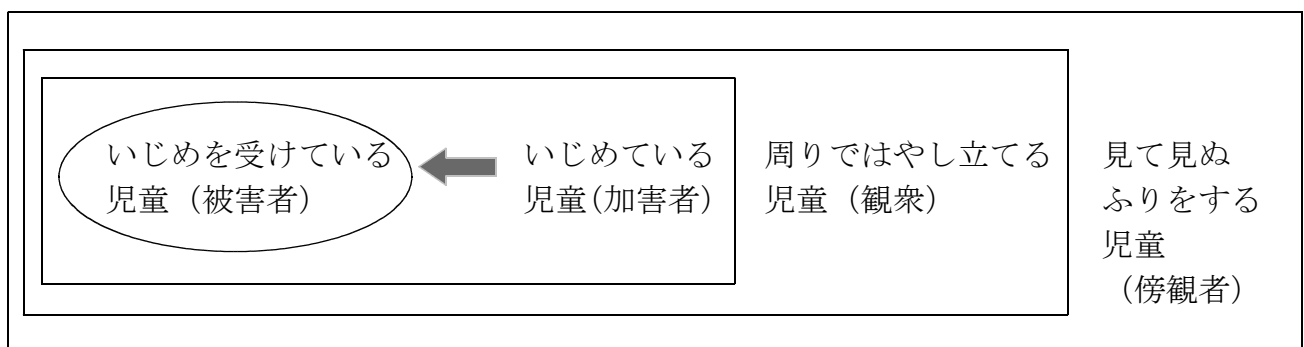 いじめを受けている
児童（被害者）
いじめている
児童(加害者)
周りではやし立てる
児童（観衆）
見て見ぬ
ふりをする
児童
（傍観者）